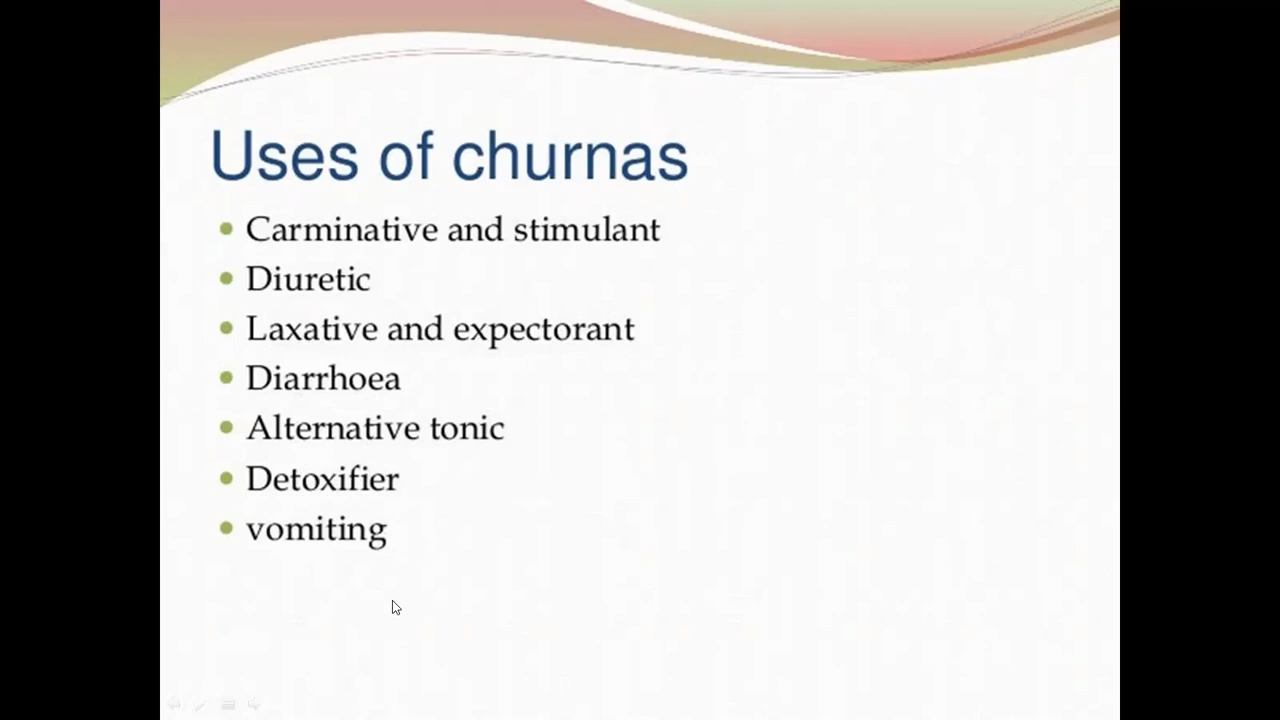 Uses of churnas
Carminative and stimulant
Diuretic
Laxative and expectorant
Diarrhoea
Alternative tonic
Detoxifier
vomiting